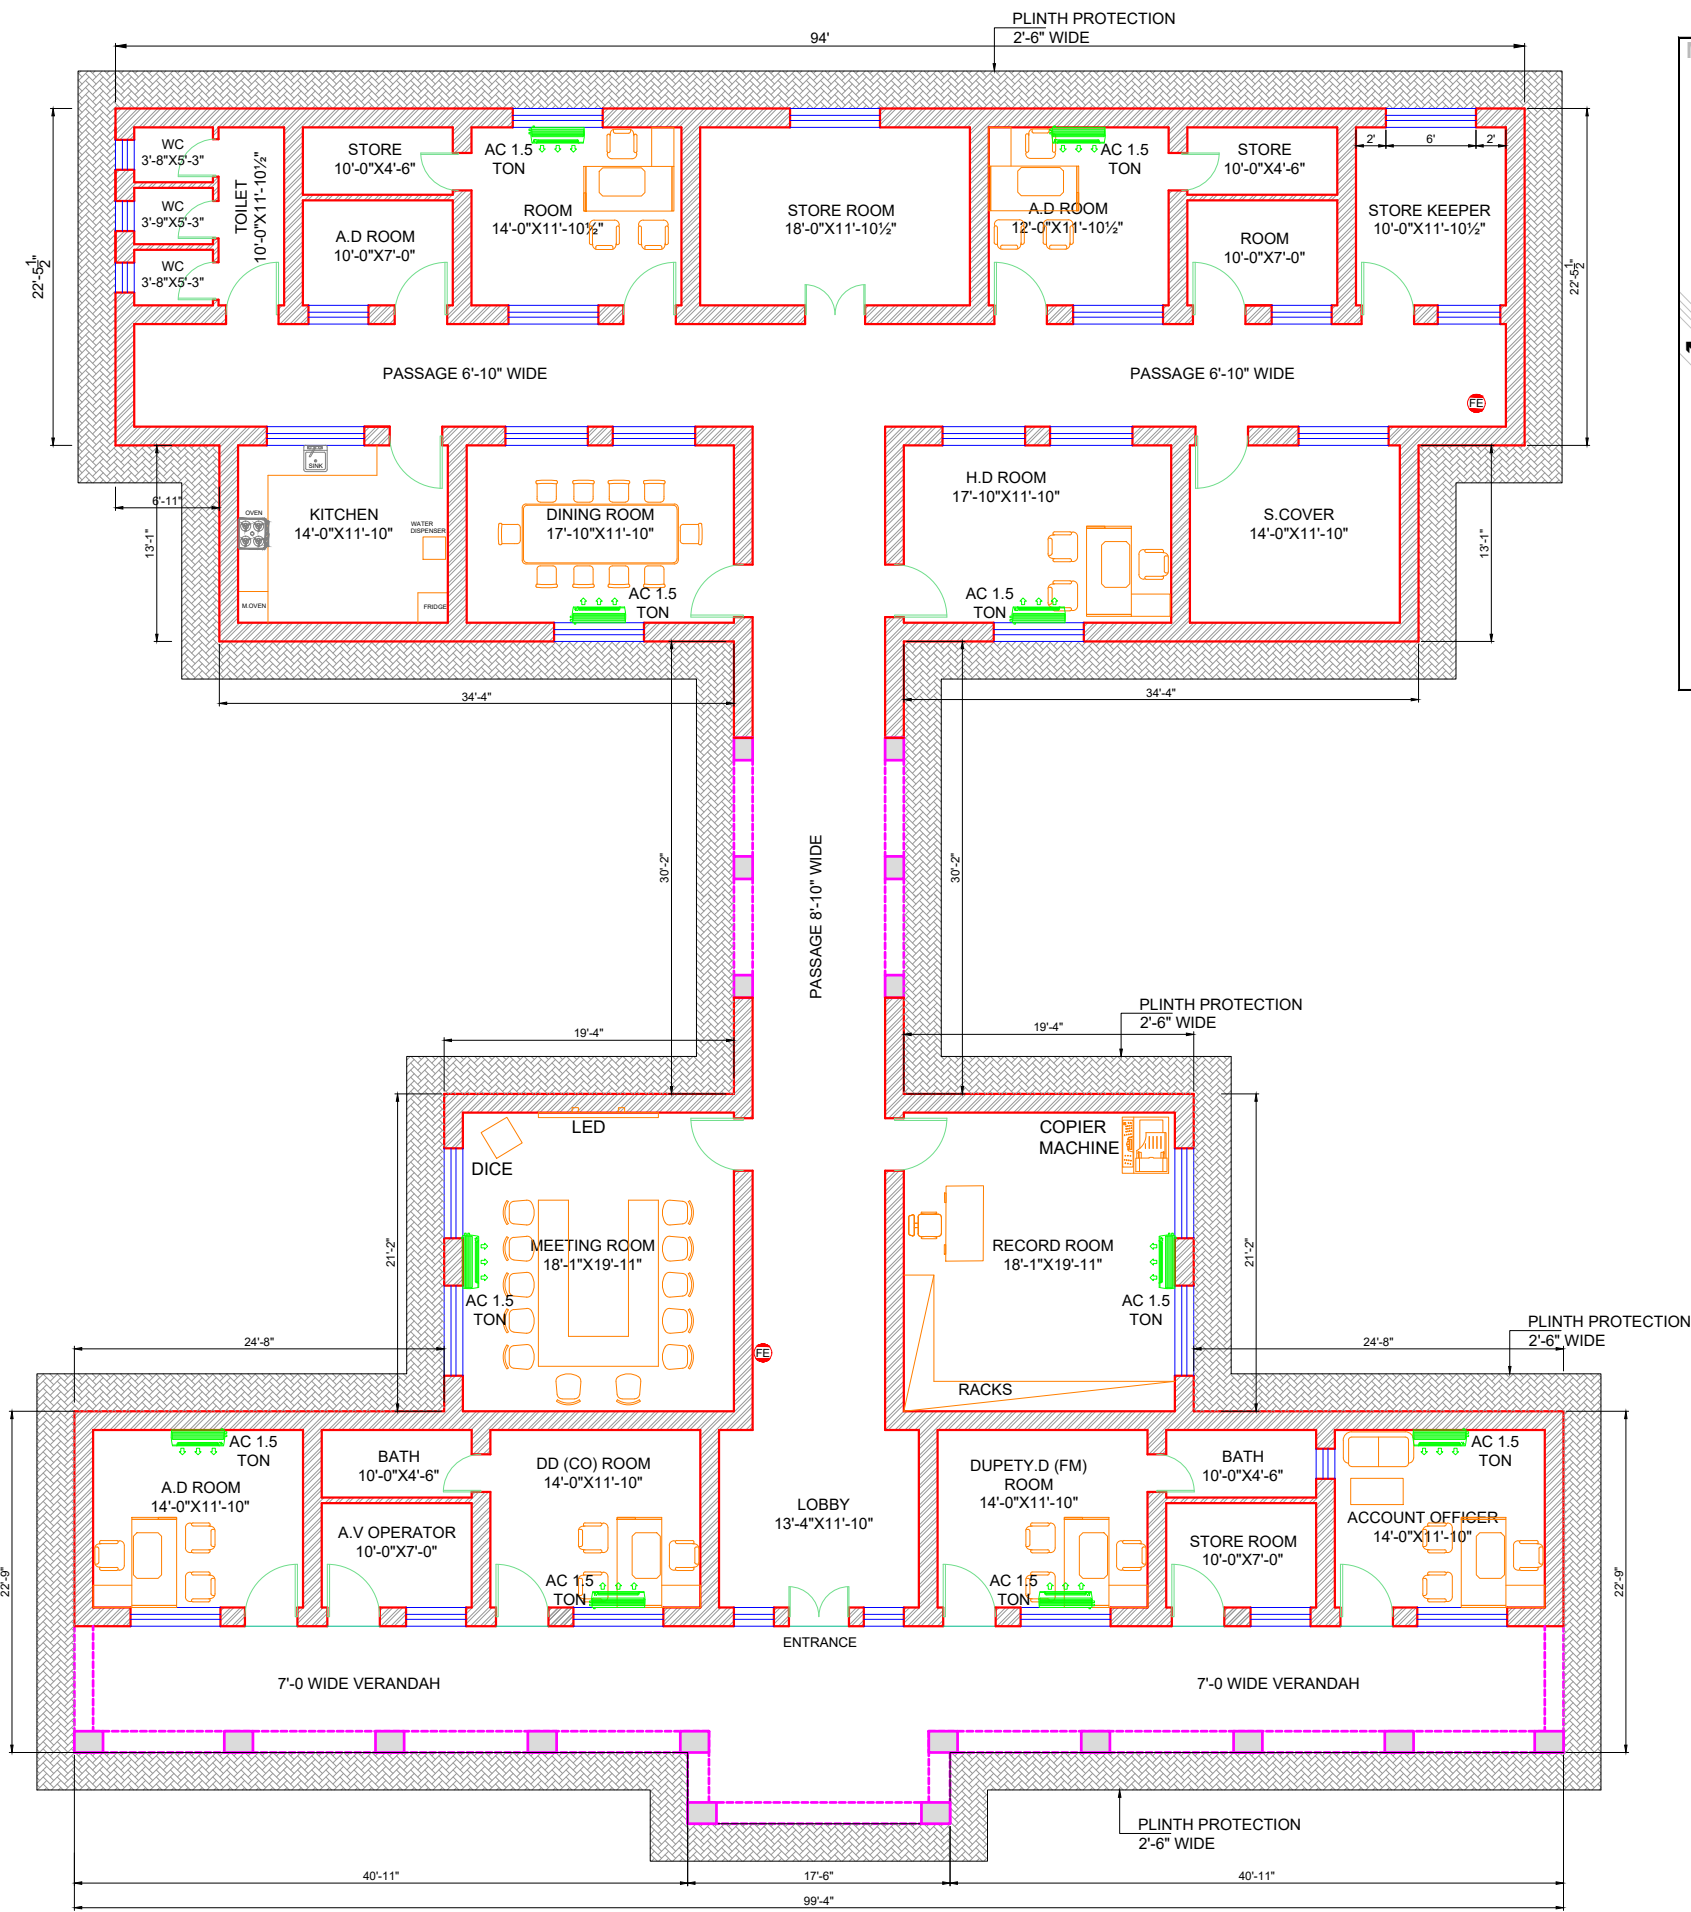 PLINTH PROTECTION
2'-6" WIDE
94'
WC
3'-8"X5'-3"
WC
3'-9"X5'-3"
WC
3'-8"X5'-3"
TOILET
10'-0"X11'-10½"
STORE
10'-0"X4'-6"
A.D ROOM
10'-0"X7'-0"
AC 1.5
TON
ROOM
14'-0"X11'-10½"
STORE ROOM
18'-0"X11'-10½"
AC 1.5
TON
A.D ROOM
12'-0"X11'-10½"
STORE
10'-0"X4'-6"
ROOM
10'-0"X7'-0"
2'
6'
2'
STORE KEEPER
10'-0"X11'-10½"
22'-5½"
22'-5½"
PASSAGE 6'-10" WIDE
PASSAGE 6'-10" WIDE
FE
SINK
OVEN
KITCHEN
14'-0"X11'-10"
WATER
DISPENSER
M.OVEN
FRIDGE
DINING ROOM
17'-10"X11'-10"
AC 1.5
TON
H.D ROOM
17'-10"X11'-10"
AC 1.5
TON
S.COVER
14'-0"X11'-10"
6'-11"
13'-1"
13'-1"
34'-4"
34'-4"
30'-2"
PASSAGE 8'-10" WIDE
30'-2"
PLINTH PROTECTION
2'-6" WIDE
19'-4"
19'-4"
LED
DICE
MEETING ROOM
18'-1"X19'-11"
AC 1.5
TON
COPIER
MACHINE
RECORD ROOM
18'-1"X19'-11"
AC 1.5
TON
RACKS
FE
21'-2"
21'-2"
PLINTH PROTECTION
2'-6" WIDE
24'-8"
24'-8"
AC 1.5
TON
A.D ROOM
14'-0"X11'-10"
BATH
10'-0"X4'-6"
A.V OPERATOR
10'-0"X7'-0"
DD (CO) ROOM
14'-0"X11'-10"
AC 1.5
TON
LOBBY
13'-4"X11'-10"
DUPETY.D (FM)
ROOM
14'-0"X11'-10"
AC 1.5
TON
BATH
10'-0"X4'-6"
STORE ROOM
10'-0"X7'-0"
AC 1.5
TON
ACCOUNT OFFICER
14'-0"X11'-10"
22'-9"
22'-9"
ENTRANCE
7'-0 WIDE VERANDAH
7'-0 WIDE VERANDAH
PLINTH PROTECTION
2'-6" WIDE
40'-11"
17'-6"
40'-11"
99'-4"